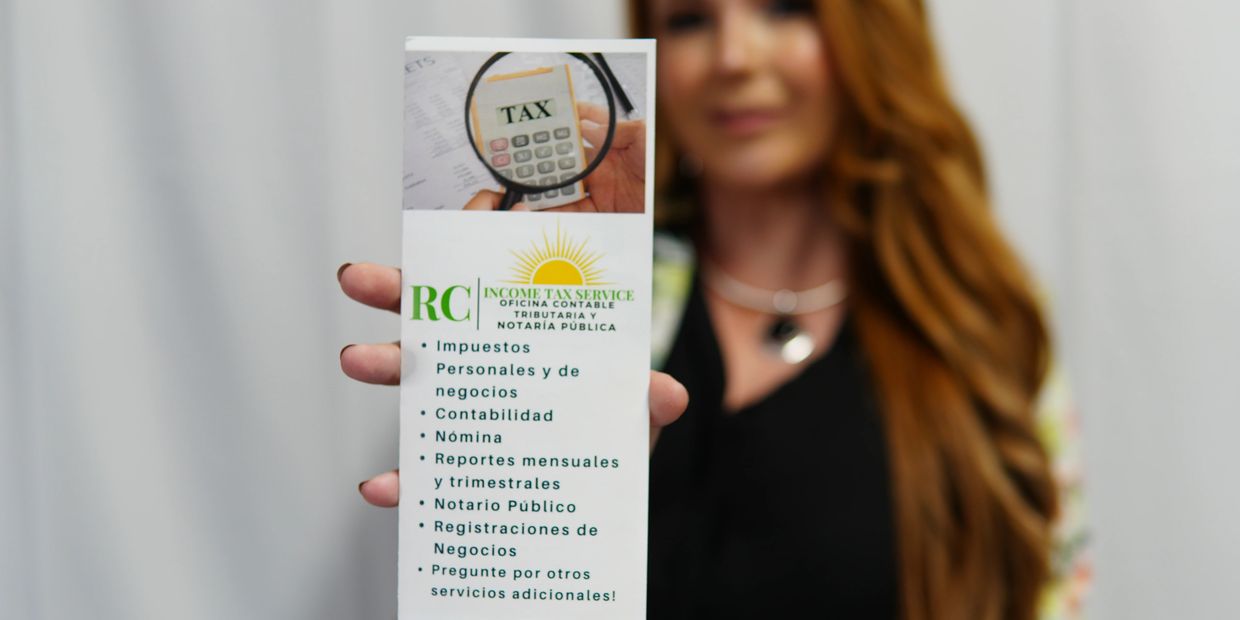 ETS
TAX
RC
INCOME TAX SERVICE
OFICINA CONTABLE
TRIBUTARIA Y
NOTARÍA PÚBLICA
• Impuestos
Personales y de
negocios
• Contabilidad
• Nómina
• Reportes mensuales
y trimestrales
• Notario Público
• Registraciones de
Negocios
• Pregunte por otros
servicios adicionales!